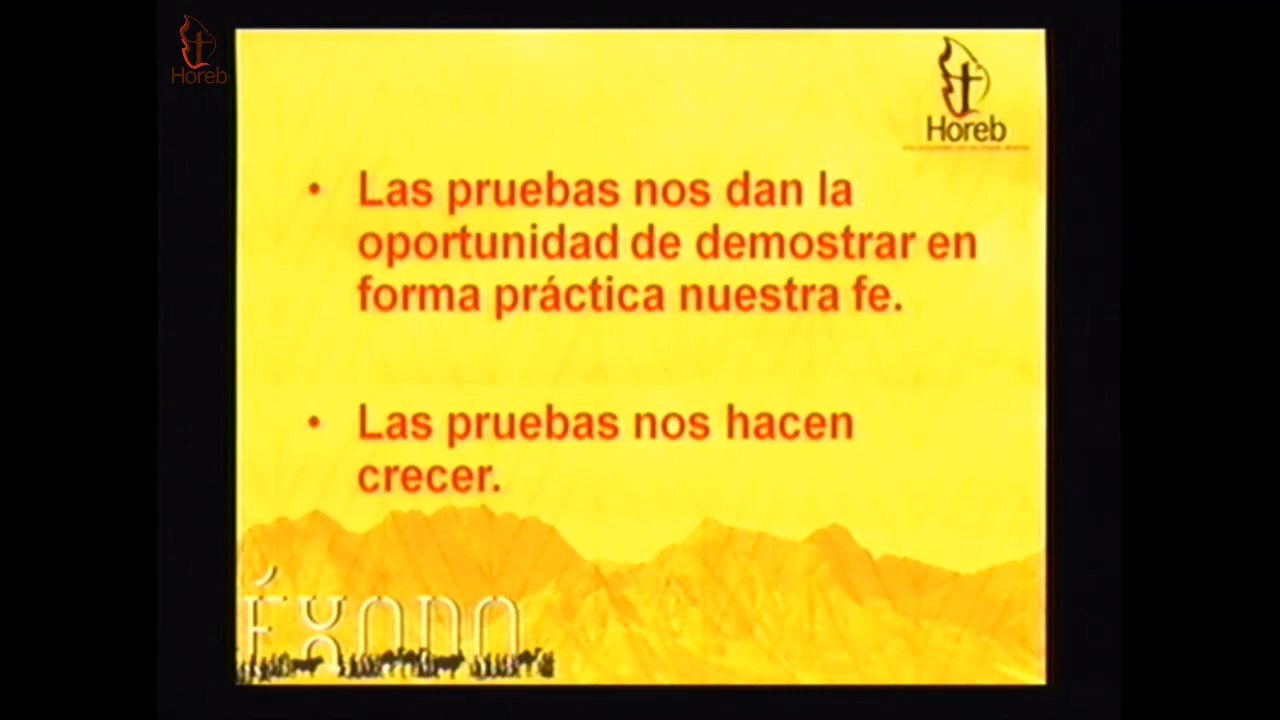 Horeb
Horeb
• Las pruebas nos dan la
oportunidad de demostrar en
forma práctica nuestra fe.
• Las pruebas nos hacen
crecer.
ÉXODO